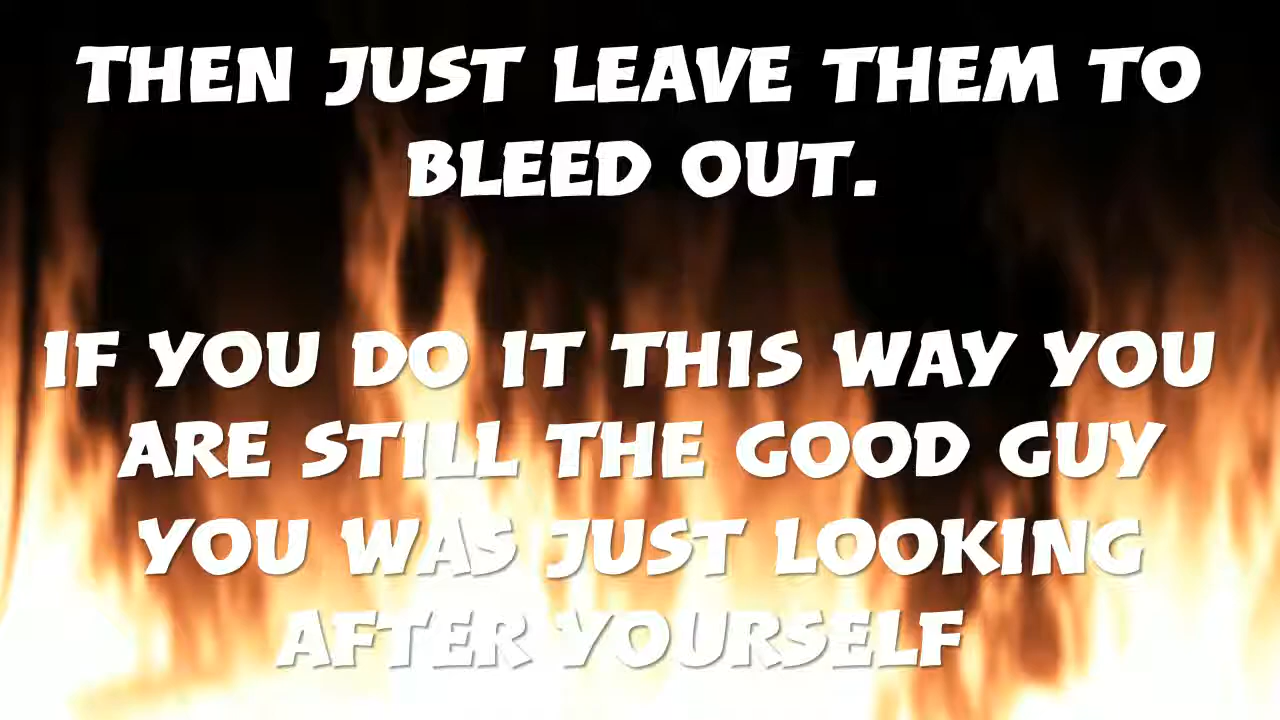 THEN JUST LEAVE THEM TO
BLEED OUT.
IF YOU DO IT THIS WAY YOU
ARE STILL THE GOOD GUY
YOU WAS JUST LOOKING
AFTER YOURSELF